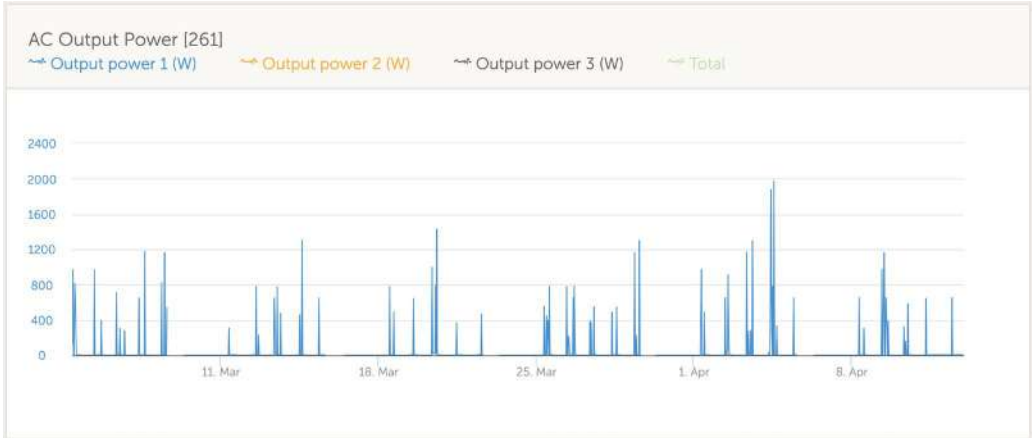 AC Output Power [261]
Output power 1 (W) Output power 2 (W) Output power 3 (W) Total
2400
2000
1600
1200
800
400
0
11. Mar 18. Mar 25. Mar 1. Apr 8. Apr